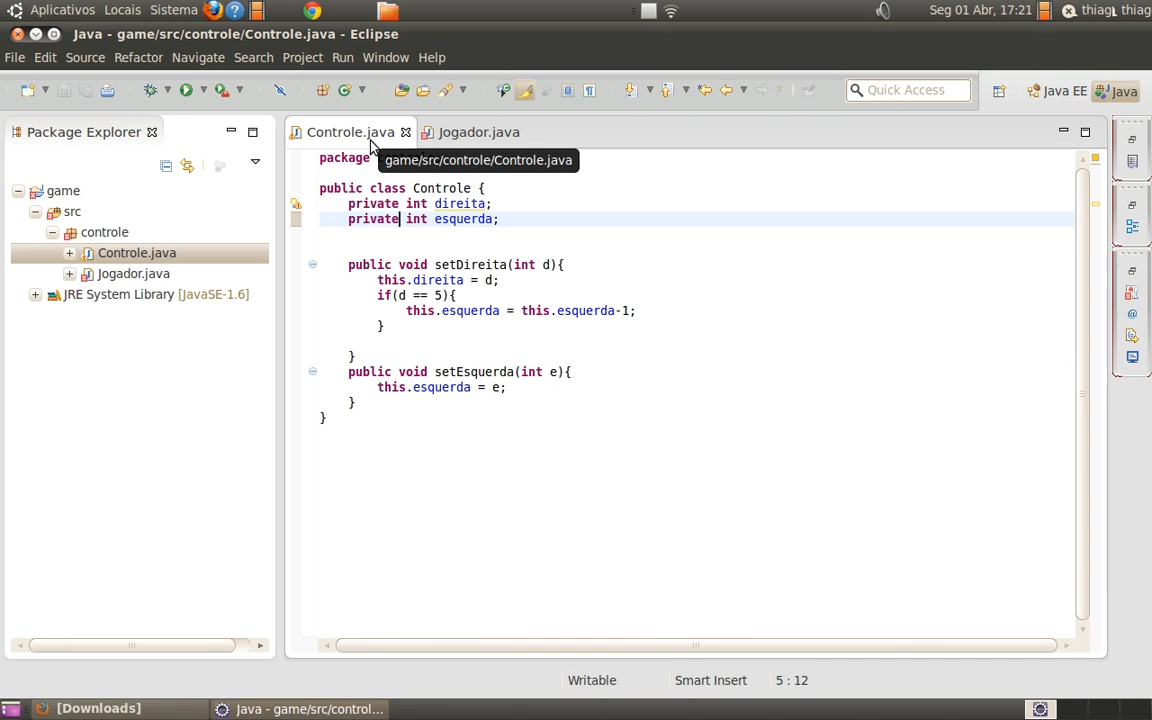 Aplicativos Locais Sistema Seg 01 Abr, 17:21 thiag thiag
Java - game/src/controle/Controle.java - Eclipse
File Edit Source Refactor Navigate Search Project Run Window Help
Quick Access Java EE Java
Package Explorer Controle.java Jogador.java
package
game/src/controle/Controle.java
game
src
controle
Controle.java
Jogador.java
JRE System Library [JavaSE-1.6]
public class Controle {
private int direita;
private int esquerda;
public void setDireita(int d){
this.direita = d;
if(d == 5){
this.esquerda = this.esquerda-1;
}
}
public void setEsquerda(int e){
this.esquerda = e;
}
}
Writable Smart Insert 5 : 12
[Downloads] Java - game/src/control...